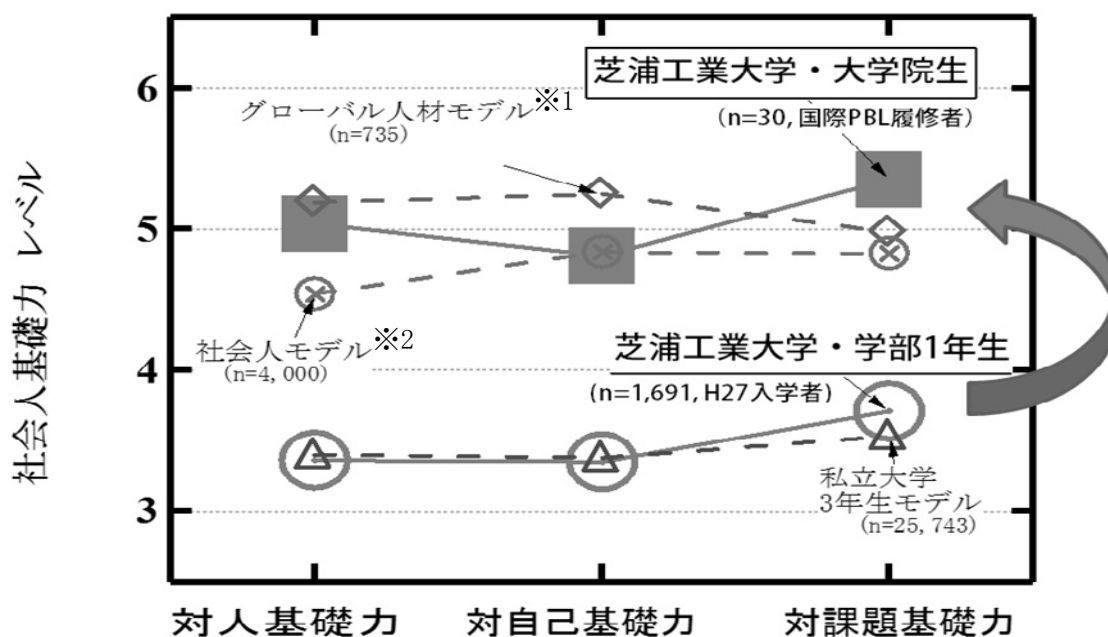 社会人基礎力 レベル
6
5
4
3
芝浦工業大学・大学院生
(n=30, 国際PBL履修者)
グローバル人材モデル※1
(n=735)
社会人モデル※2
(n=4,000)
芝浦工業大学・学部1年生
(n=1,691, H27入学者)
私立大学
3年生モデル
(n=25,743)
対人基礎力
対自己基礎力
対課題基礎力